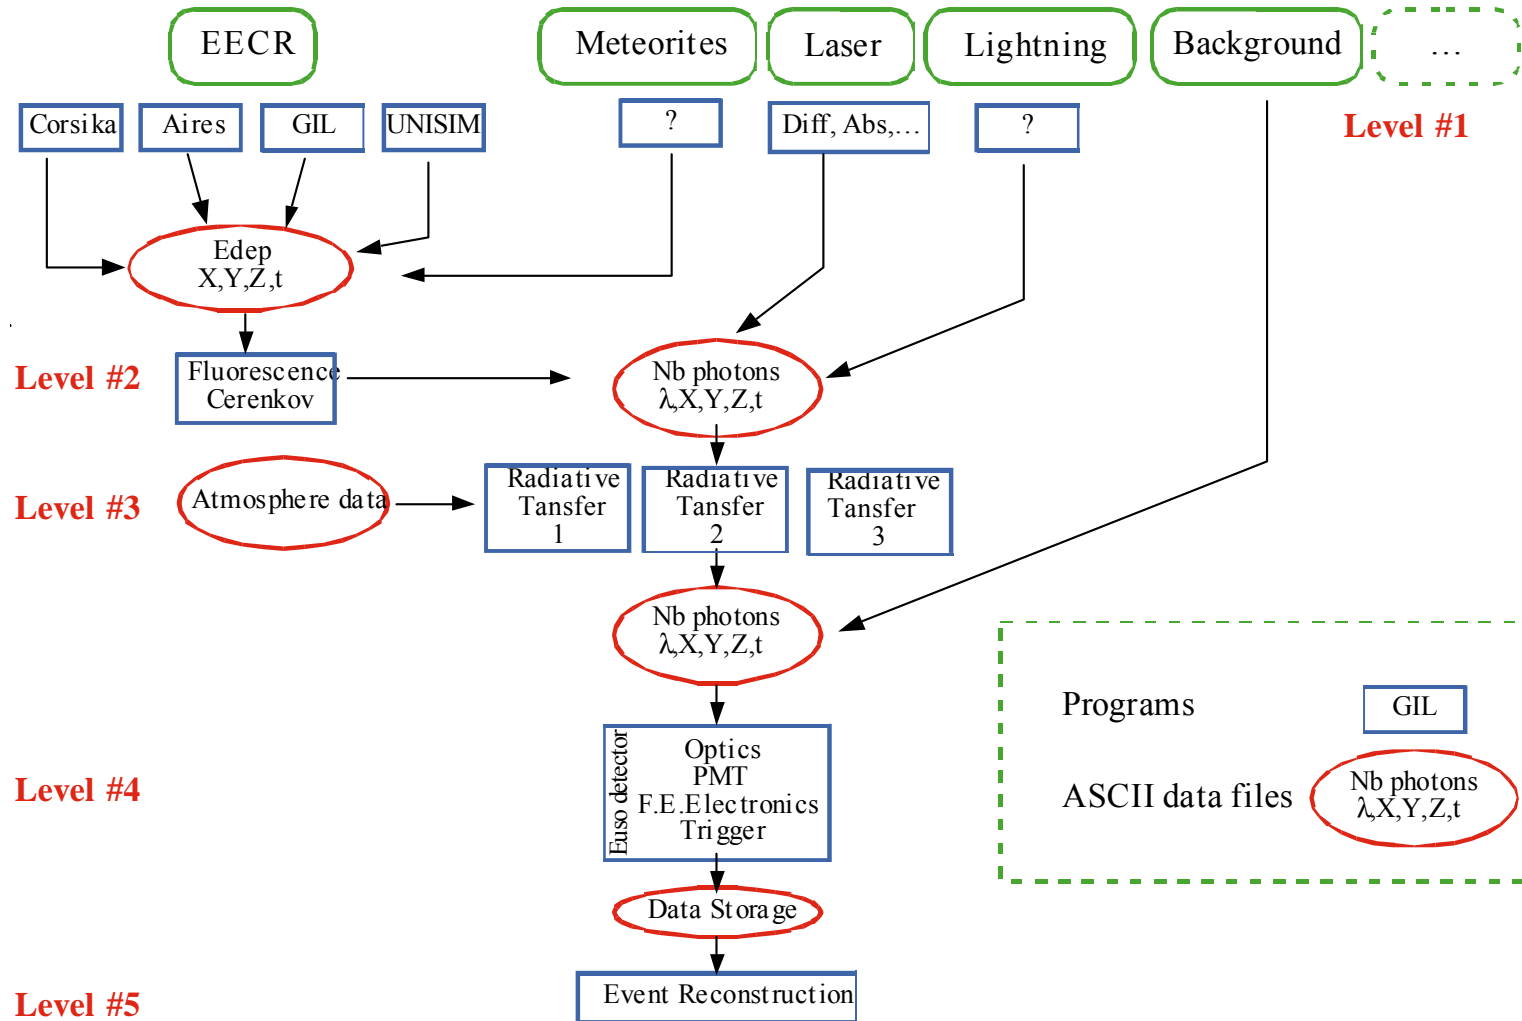 EECR
Meteorites
Laser
Lightning
Background
...
Corsika
Aires
GIL
UNISIM
?
Diff, Abs,...
?
Level #1
Edep
X,Y,Z,t
Level #2
Fluorescence
Cerenkov
Nb photons
λ,X,Y,Z,t
Level #3
Atmosphere data
Radiative
Tansfer
1
Radiative
Tansfer
2
Radiative
Tansfer
3
Nb photons
λ,X,Y,Z,t
Level #4
Euso detector
Optics
PMT
F.E.Electronics
Trigger
Programs
GIL
ASCII data files
Nb photons
λ,X,Y,Z,t
Data Storage
Level #5
Event Reconstruction